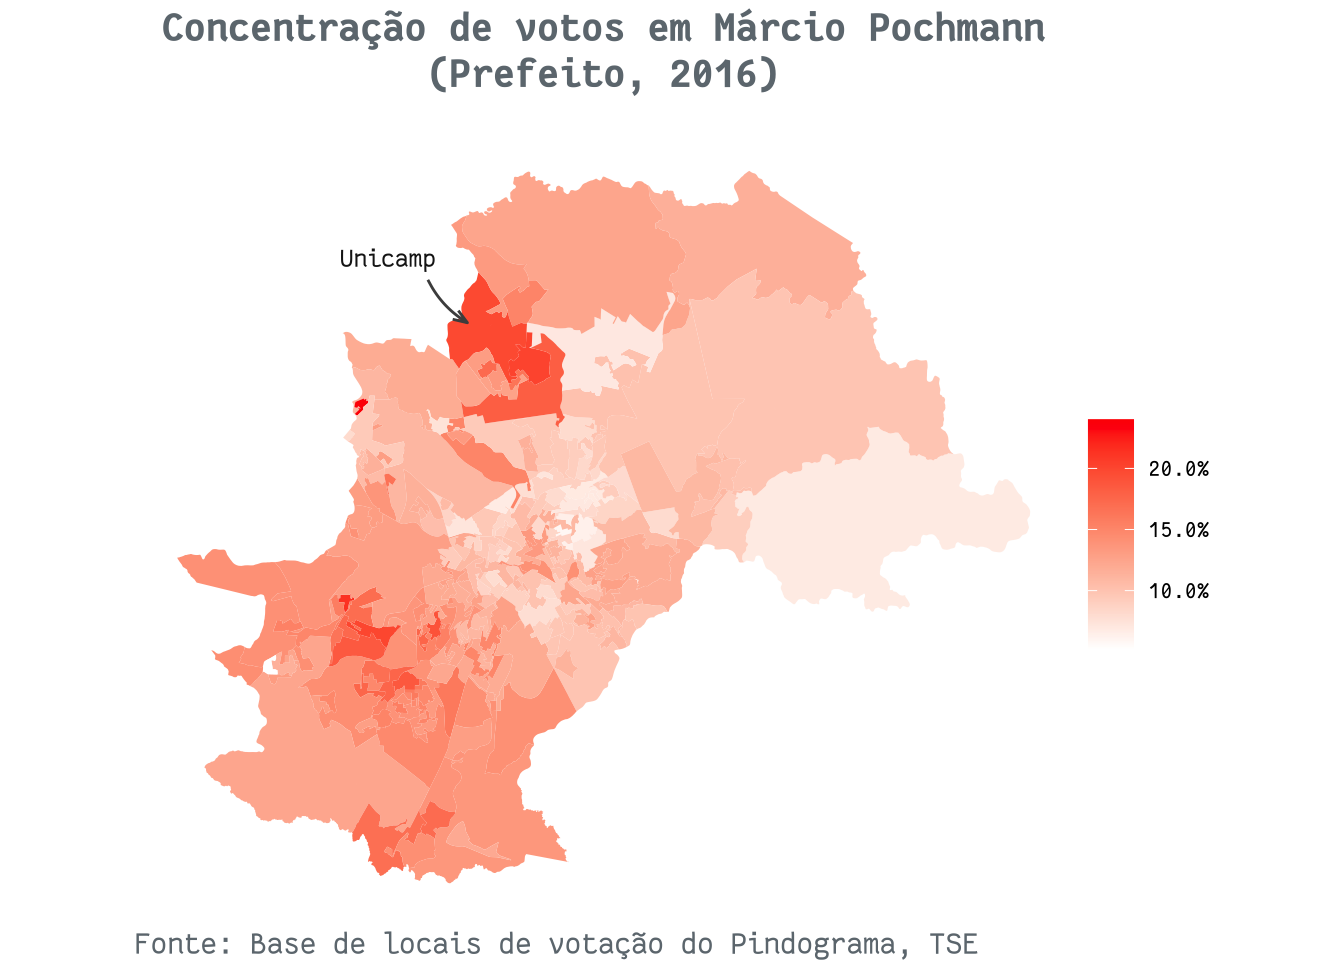 Concentração de votos em Márcio Pochmann
(Prefeito, 2016)
Unicamp
20.0%
15.0%
10.0%
Fonte: Base de locais de votação do Pindograma, TSE